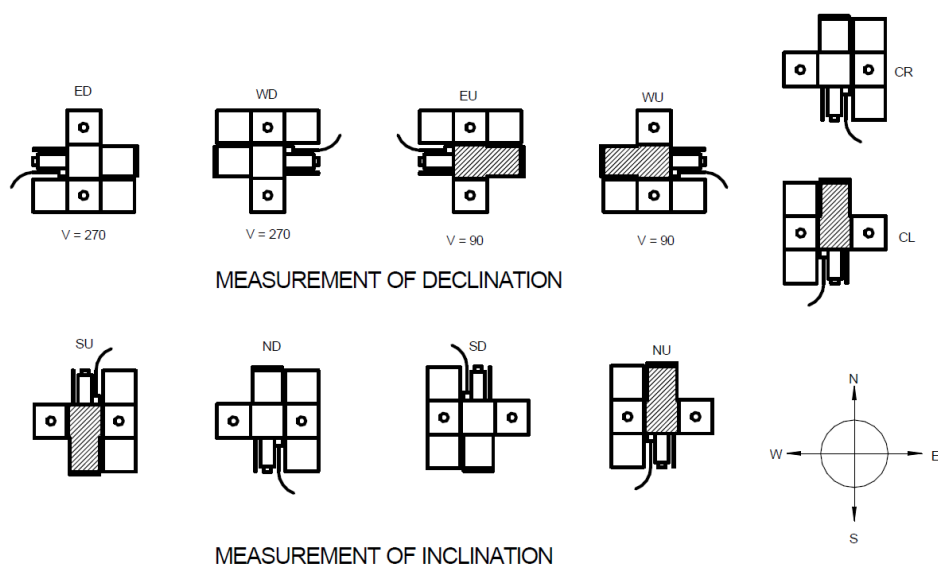 ED
WD
EU
WU
CR
V = 270
V = 270
V = 90
V = 90
CL
MEASUREMENT OF DECLINATION
SU
ND
SD
NU
N
W
E
S
MEASUREMENT OF INCLINATION